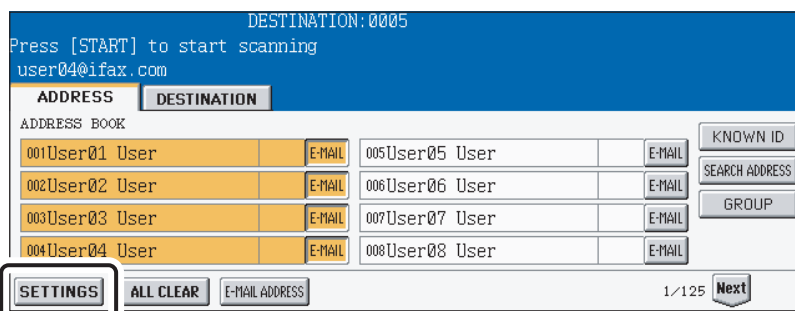 DESTINATION:0005
Press [START] to start scanning
user04@ifax.com
ADDRESS DESTINATION
ADDRESS BOOK
KNOWN ID
001User01 User E-MAIL 005User05 User E-MAIL
SEARCH ADDRESS
002User02 User E-MAIL 006User06 User E-MAIL
GROUP
003User03 User E-MAIL 007User07 User E-MAIL
004User04 User E-MAIL 008User08 User E-MAIL
SETTINGS ALL CLEAR E-MAIL ADDRESS 1/125 Next